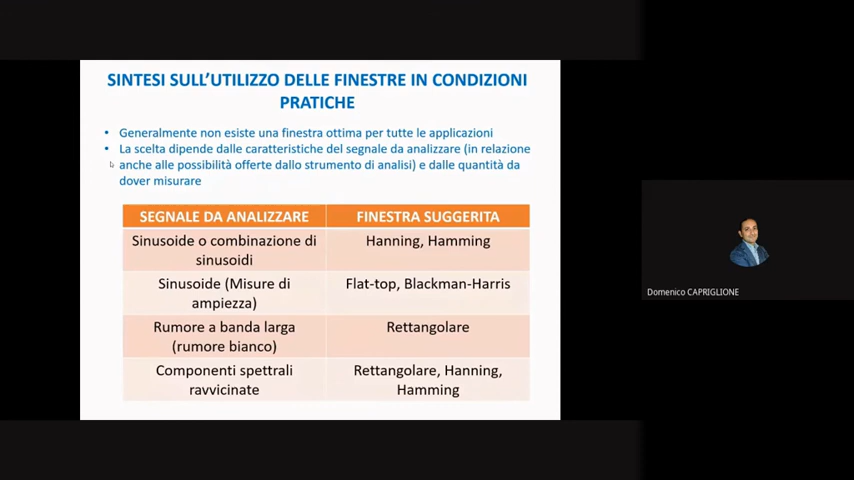 SINTESI SULL'UTILIZZO DELLE FINESTRE IN CONDIZIONI
PRATICHE
• Generalmente non esiste una finestra ottima per tutte le applicazioni
• La scelta dipende dalle caratteristiche del segnale da analizzare (in relazione
anche alle possibilità offerte dallo strumento di analisi) e dalle quantità da
dover misurare
SEGNALE DA ANALIZZARE
FINESTRA SUGGERITA
Sinusoide o combinazione di
sinusoidi
Hanning, Hamming
Sinusoide (Misure di
ampiezza)
Flat-top, Blackman-Harris
Rumore a banda larga
(rumore bianco)
Rettangolare
Componenti spettrali
ravvicinate
Rettangolare, Hanning,
Hamming
Domenico CAPRIGLIONE